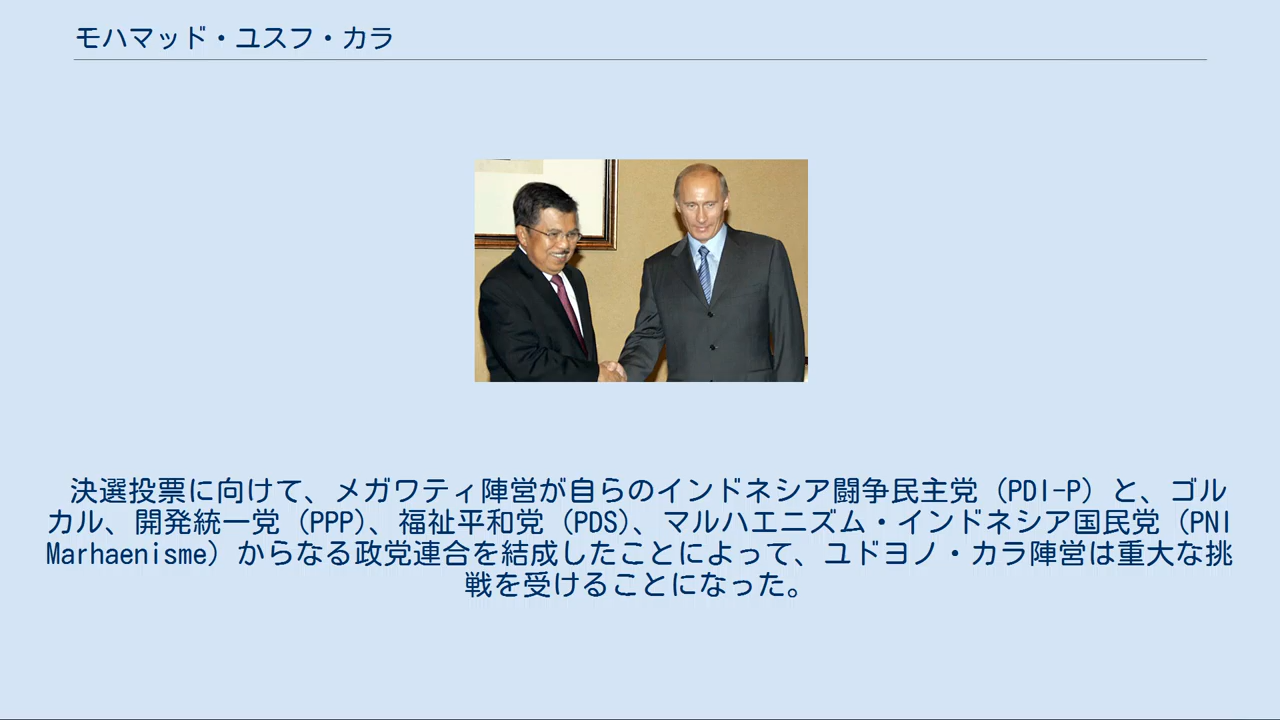 モハマッド・ユスフ・カラ
決選投票に向けて、メガワティ陣営が自らのインドネシア闘争民主党（PDI-P）と、ゴル
カル、開発統一党（PPP）、福祉平和党（PDS）、マルハエニズム・インドネシア国民党（PNI
Marhaenisme）からなる政党連合を結成したことによって、ユドヨノ・カラ陣営は重大な挑
戦を受けることになった。